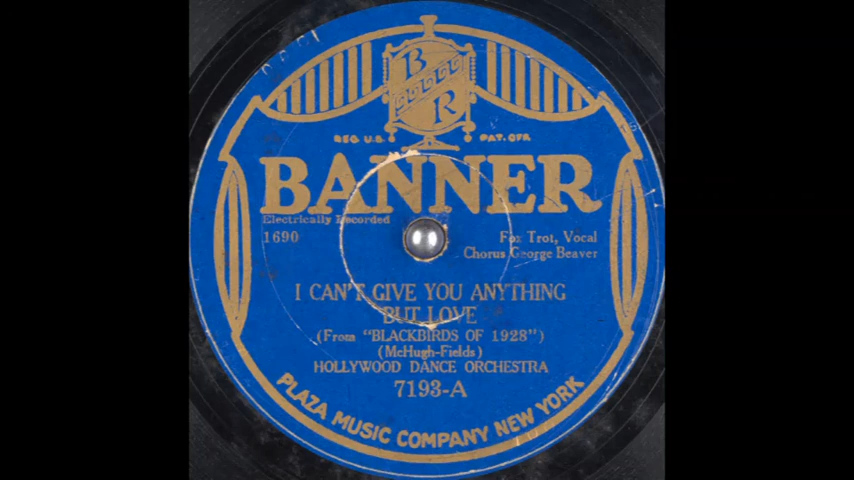 B
R
REG. U.S. PAT. OFF.
BANNER
Electrically Recorded
1690
Fox Trot, Vocal
Chorus George Beaver
I CAN'T GIVE YOU ANYTHING
BUT LOVE
(From "BLACKBIRDS OF 1928")
(McHugh-Fields)
HOLLYWOOD DANCE ORCHESTRA
7193-A
PLAZA MUSIC COMPANY NEW YORK